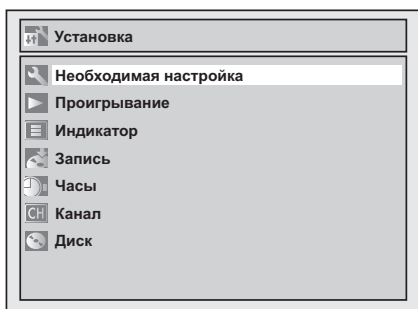 Установка
Необходимая настройка
Проигрывание
Индикатор
Запись
Часы
CH Канал
Диск